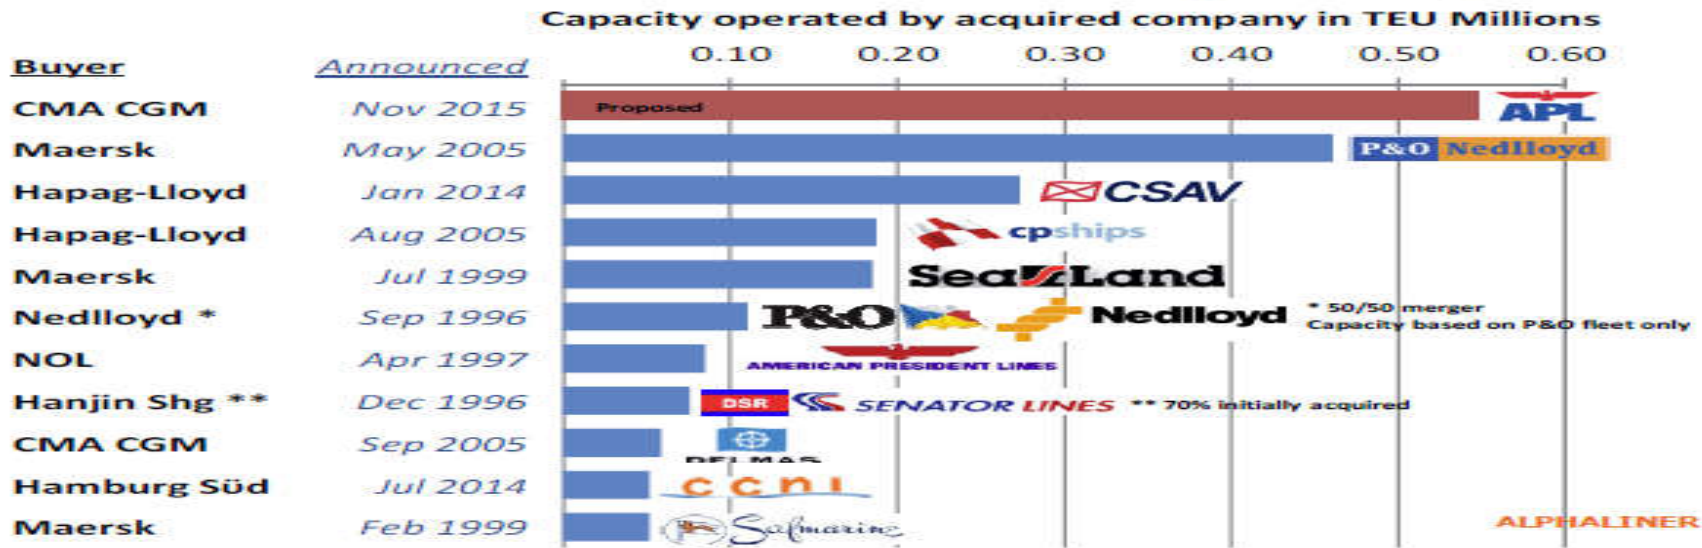 Capacity operated by acquired company in TEU Millions
Buyer Announced 0.10 0.20 0.30 0.40 0.50 0.60
CMA CGM Nov 2015 Proposed APL
Maersk May 2005 P&O Nedlloyd
Hapag-Lloyd Jan 2014 CSAV
Hapag-Lloyd Aug 2005 cpships
Maersk Jul 1999 Sea Land
Nedlloyd * Sep 1996 P&O Nedlloyd * 50/50 merger
Capacity based on P&O fleet only
NOL Apr 1997 AMERICAN PRESIDENT LINES
Hanjin Shg ** Dec 1996 DSR SENATOR LINES ** 70% initially acquired
CMA CGM Sep 2005 DELMAS
Hamburg Süd Jul 2014 ccni
Maersk Feb 1999 Safmarine
ALPHALINER